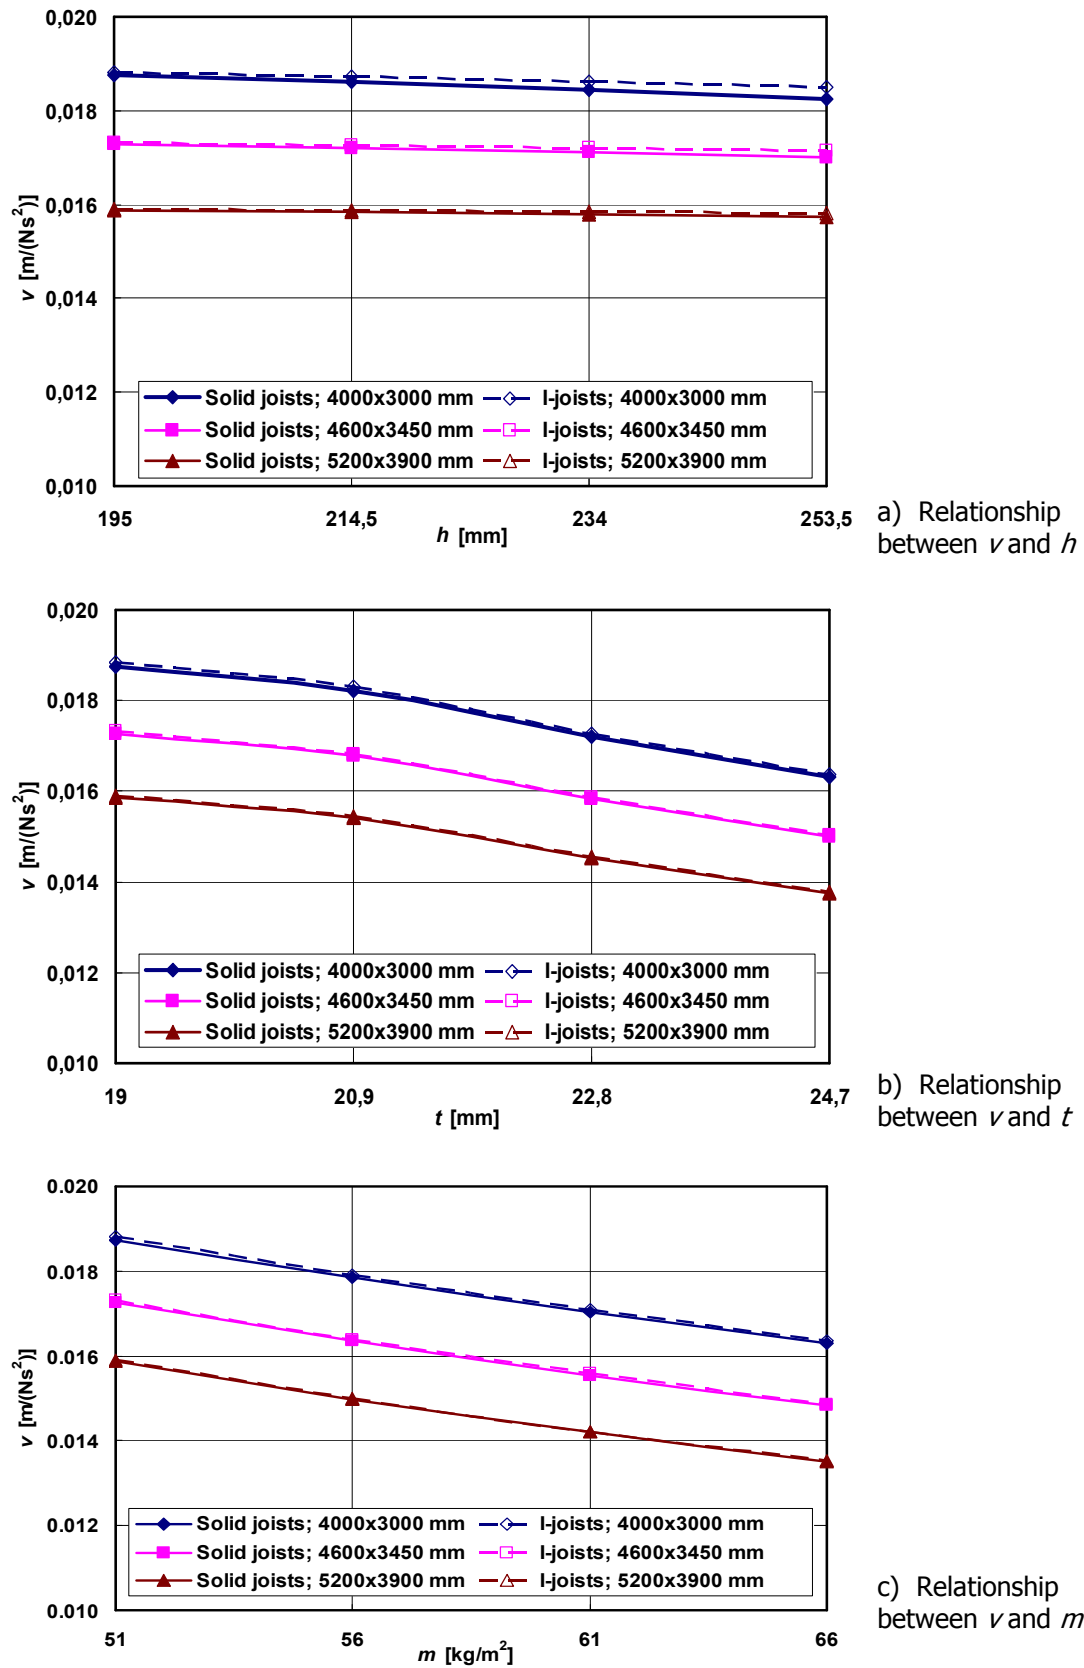 0,020
0,018
0,016
0,014
0,012
0,010
v [m/(Ns²)]
Solid joists; 4000x3000 mm I-joists; 4000x3000 mm
Solid joists; 4600x3450 mm I-joists; 4600x3450 mm
Solid joists; 5200x3900 mm I-joists; 5200x3900 mm
195 214,5 234 253,5
h [mm]
a) Relationship
between v and h
0,020
0,018
0,016
0,014
0,012
0,010
v [m/(Ns²)]
Solid joists; 4000x3000 mm I-joists; 4000x3000 mm
Solid joists; 4600x3450 mm I-joists; 4600x3450 mm
Solid joists; 5200x3900 mm I-joists; 5200x3900 mm
19 20,9 22,8 24,7
t [mm]
b) Relationship
between v and t
0.020
0.018
0.016
0.014
0.012
0.010
v [m/(Ns²)]
Solid joists; 4000x3000 mm I-joists; 4000x3000 mm
Solid joists; 4600x3450 mm I-joists; 4600x3450 mm
Solid joists; 5200x3900 mm I-joists; 5200x3900 mm
51 56 61 66
m [kg/m²]
c) Relationship
between v and m